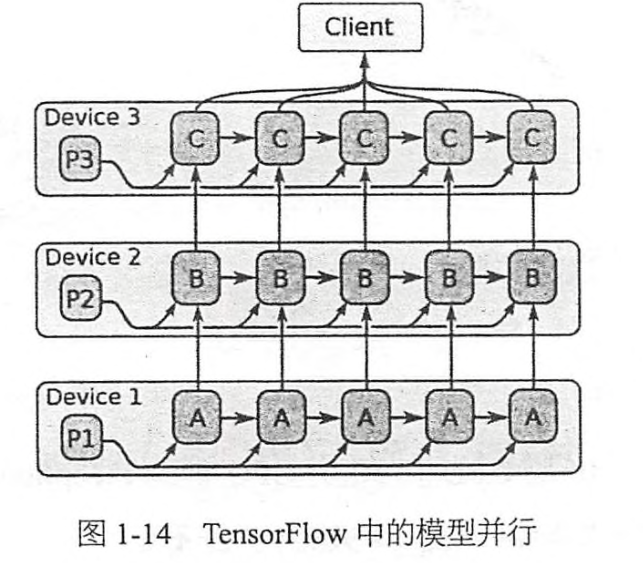 Client
Device 3
P3 C C C C C
Device 2
P2 B B B B B
Device 1
P1 A A A A A
图 1-14 TensorFlow 中的模型并行